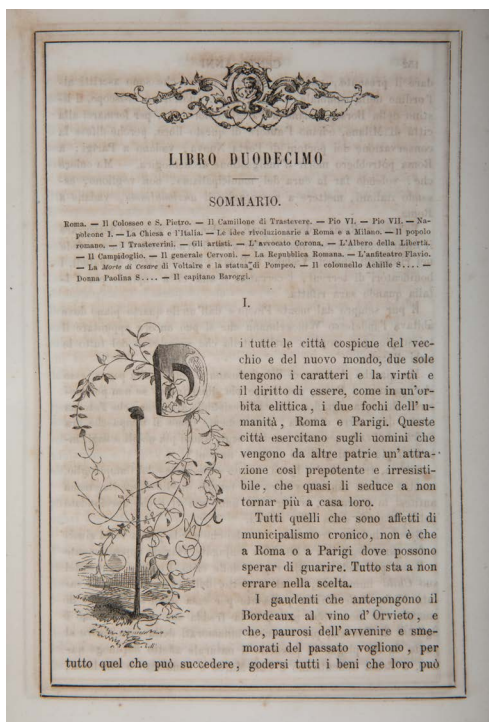 LIBRO DUODECIMO
SOMMARIO.
Roma. — Il Colosseo e S. Pietro. — Il Camillone di Trastevere. — Pio VI. — Pio VII. — Na-
poleone I. — La Chiesa e l'Italia. — Le idee rivoluzionarie a Roma e a Milano. — Il popolo
romano. — I Trasteverini. — Gli artisti. — L'avvocato Corona. — L'Albero della Libertà.
— Il Campidoglio. — Il generale Cervoni. — La Repubblica Romana. — L'anfiteatro Flavio.
— La Morte di Cesare di Voltaire e la statua di Pompeo. — Il colonnello Achille S.... —
Donna Paolina S.... — Il capitano Baroggi.
I.
Di tutte le città cospicue del vec-
chio e del nuovo mondo, due sole
tengono i caratteri e la virtù e
il diritto di essere, come in un'or-
bita elittica, i due fochi dell'u-
manità, Roma e Parigi. Queste
città esercitano sugli uomini che
vengono da altre patrie un'attra-
zione così prepotente e irresisti-
bile, che quasi li seduce a non
tornar più a casa loro.
Tutti quelli che sono affetti di
municipalismo cronico, non è che
a Roma o a Parigi dove possono
sperar di guarire. Tutto sta a non
errare nella scelta.
I gaudenti che antepongono il
Bordeaux al vino d'Orvieto, e
che, paurosi dell'avvenire e sme-
morati del passato vogliono, per
tutto quel che può succedere, godersi tutti i beni che loro può